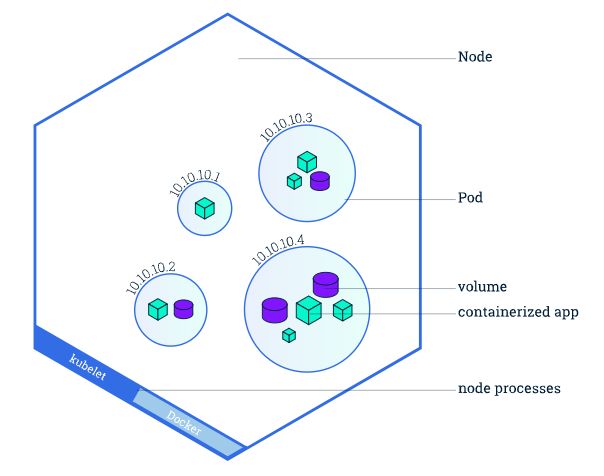 Node
10.10.10.3
10.10.10.1
Pod
10.10.10.4
10.10.10.2
volume
containerized app
kubelet
node processes
Docker